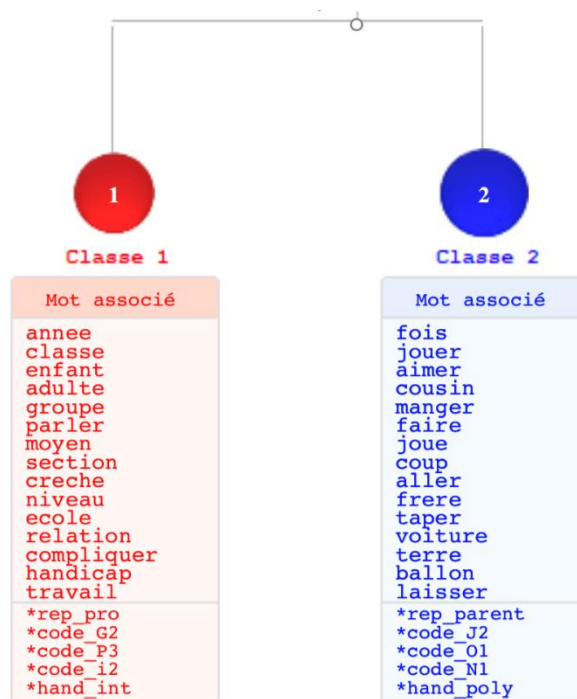 1
Classe 1
Mot associé
annee
classe
enfant
adulte
groupe
parler
moyen
section
creche
niveau
ecole
relation
compliquer
handicap
travail
*rep_pro
*code_G2
*code_P3
*code_i2
*hand_int
2
Classe 2
Mot associé
fois
jouer
aimer
cousin
manger
faire
joue
coup
aller
frere
taper
voiture
terre
ballon
laisser
*rep_parent
*code_J2
*code_O1
*code_N1
*hand_poly